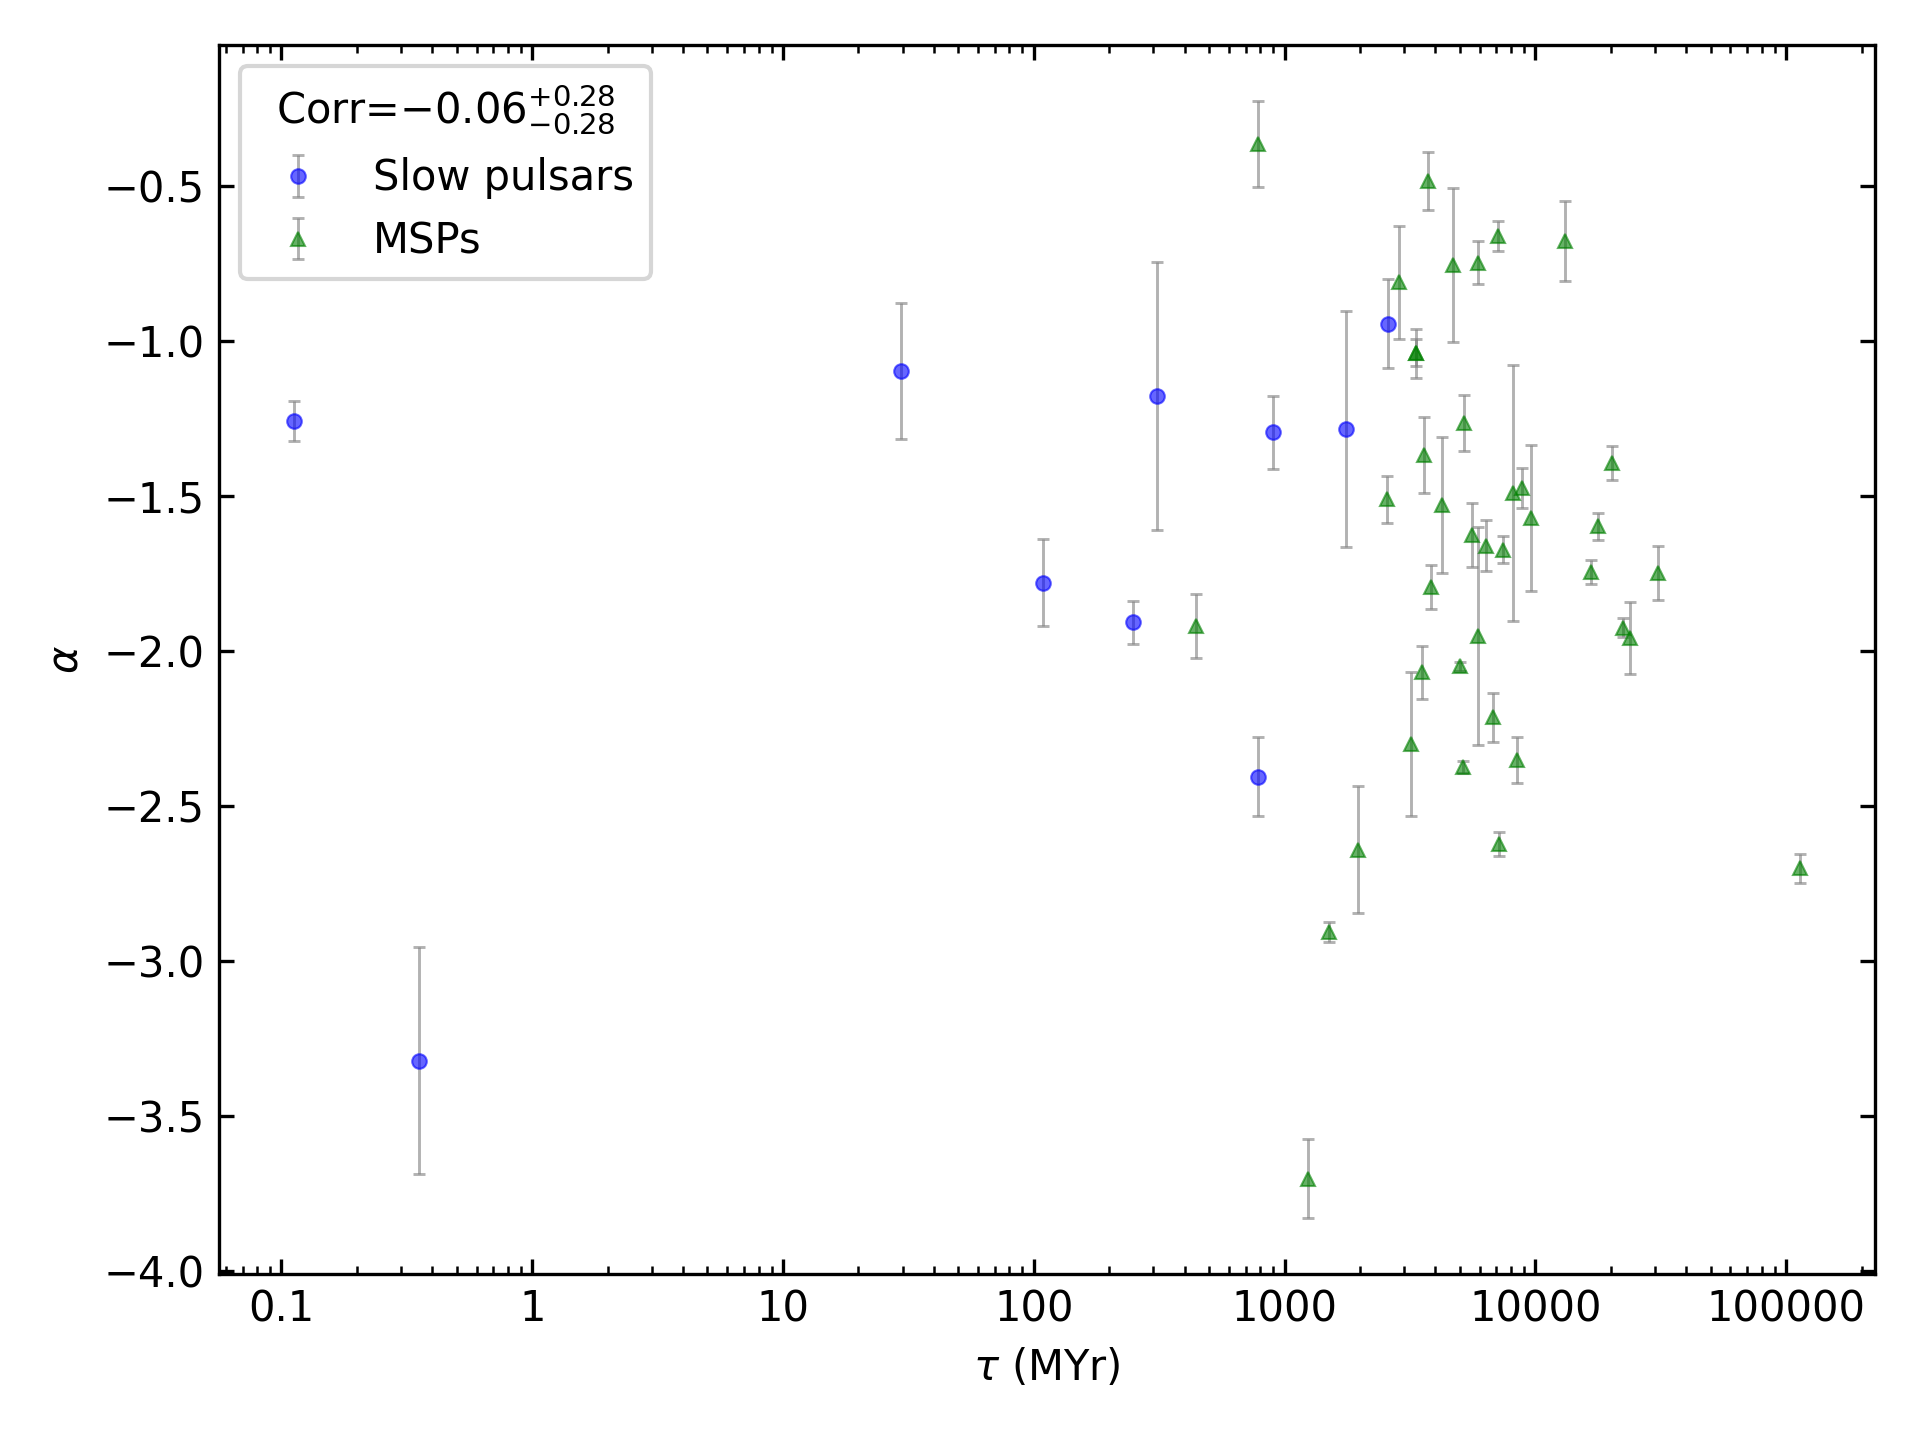 Corr=−0.06+0.28−0.28
Slow pulsars
MSPs
−0.5
−1.0
−1.5
−2.0
−2.5
−3.0
−3.5
−4.0
α
0.1 1 10 100 1000 10000 100000
τ (MYr)